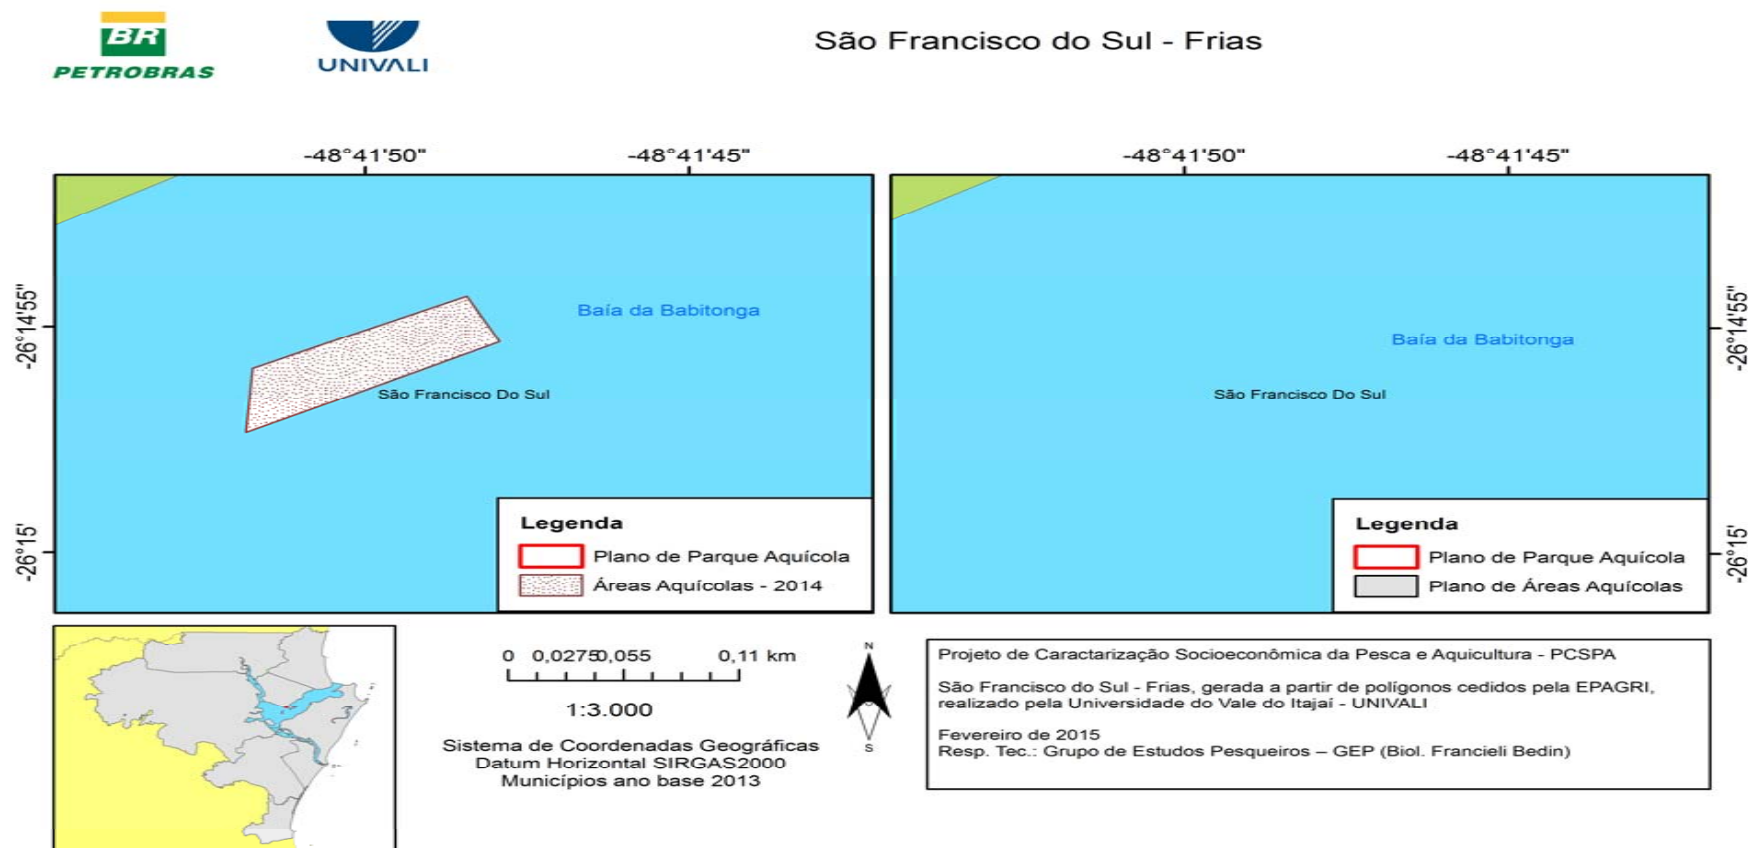 BR
PETROBRAS
UNIVALI
São Francisco do Sul - Frias
-48°41'50"
-48°41'45"
-48°41'50"
-48°41'45"
-26°14'55"
-26°15'
Baía da Babitonga
São Francisco Do Sul
Legenda
Plano de Parque Aquícola
Áreas Aquícolas - 2014
Baía da Babitonga
São Francisco Do Sul
Legenda
Plano de Parque Aquícola
Plano de Áreas Aquícolas
-26°14'55"
-26°15'
0 0,0275 0,055 0,11 km
1:3.000
Sistema de Coordenadas Geográficas
Datum Horizontal SIRGAS2000
Municípios ano base 2013
N
S
Projeto de Caractarização Socioeconômica da Pesca e Aquicultura - PCSPA
São Francisco do Sul - Frias, gerada a partir de polígonos cedidos pela EPAGRI,
realizado pela Universidade do Vale do Itajaí - UNIVALI
Fevereiro de 2015
Resp. Tec.: Grupo de Estudos Pesqueiros – GEP (Biol. Francieli Bedin)